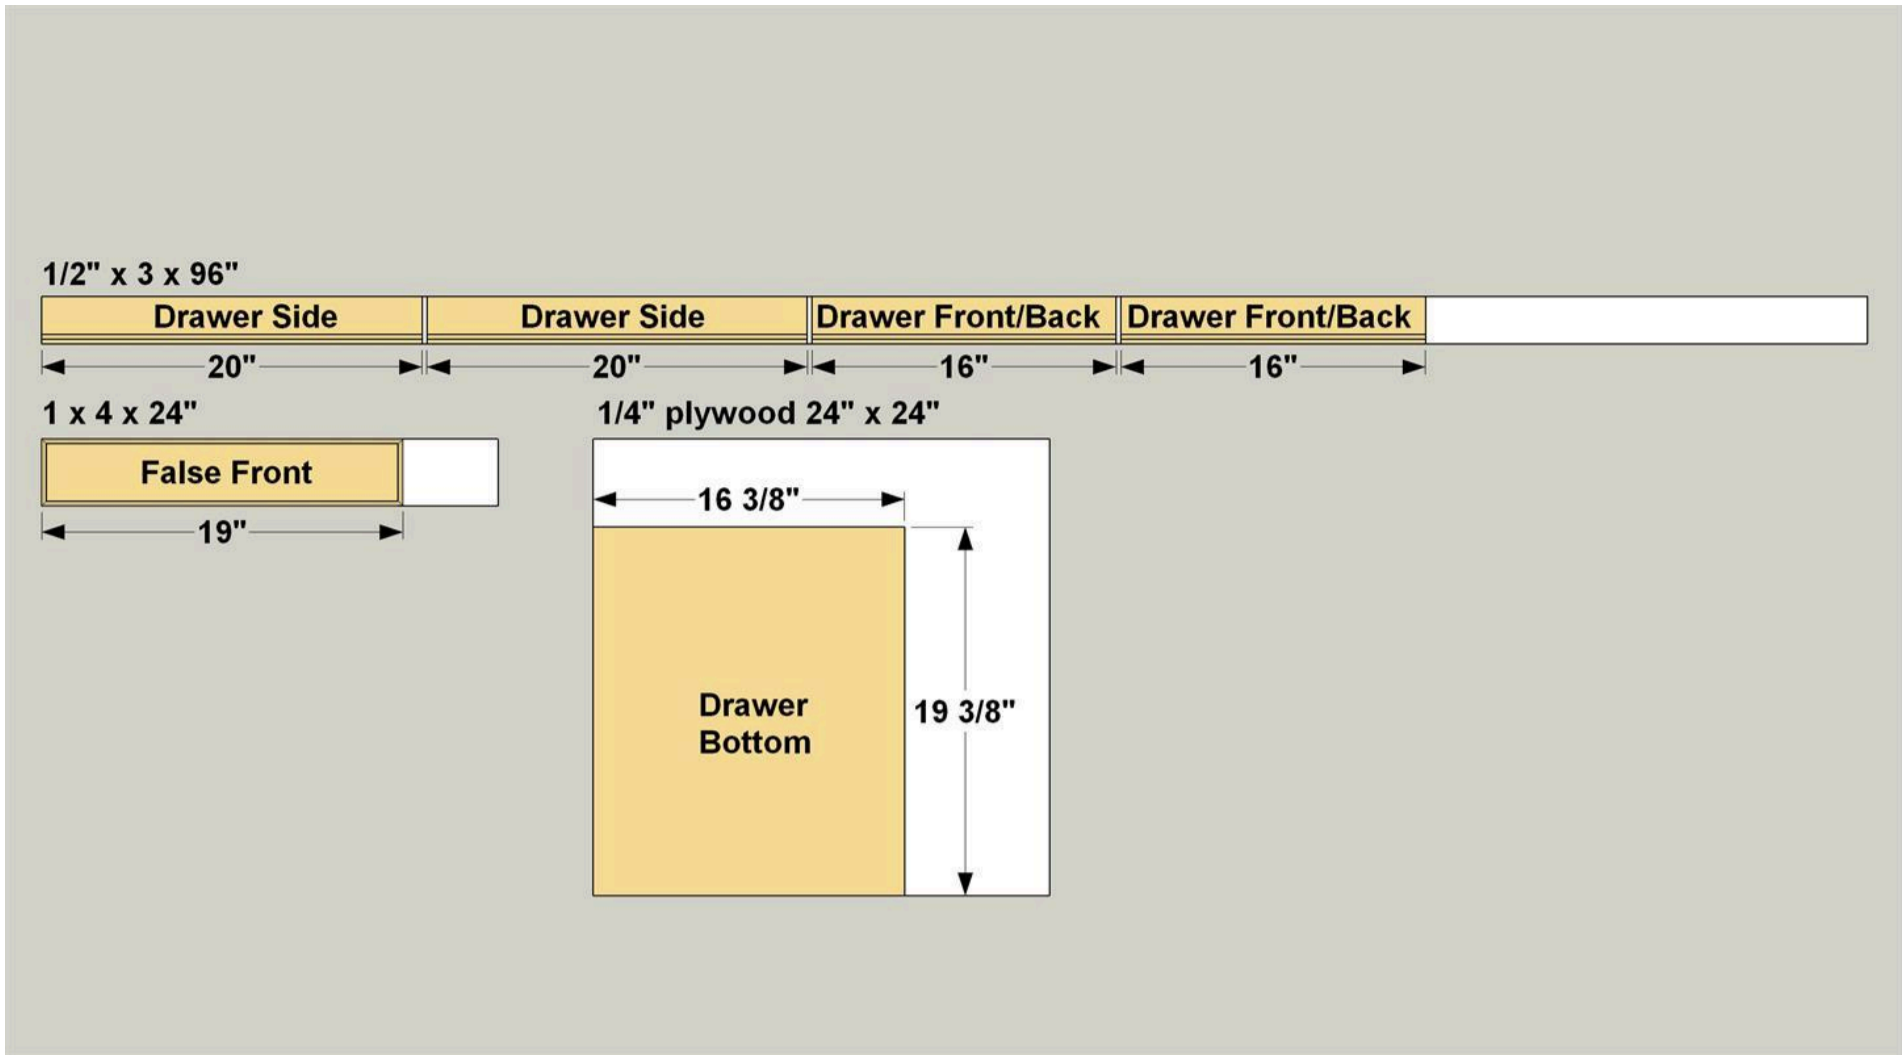 1/2" x 3 x 96"
Drawer Side
Drawer Side
Drawer Front/Back
Drawer Front/Back
20"
20"
16"
16"
1 x 4 x 24"
False Front
19"
1/4" plywood 24" x 24"
16 3/8"
Drawer
Bottom
19 3/8"